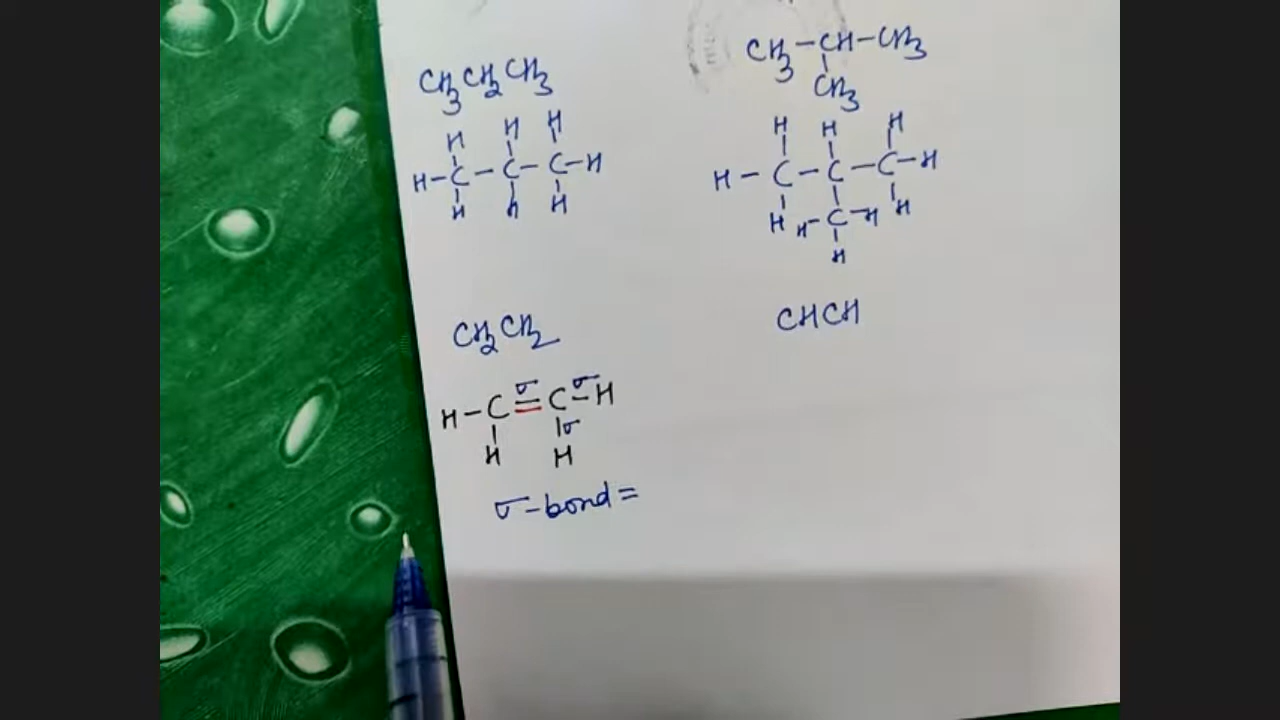 CH3CH2CH3
H H H
H-C-C-C-H
H H H
CH3-CH-CH3
CH3
H H H
H-C-C-C-H
H H-C-H H
H
CH2CH2
σ σ
H-C=C-H
σ
H H
σ-bond=
CHCH